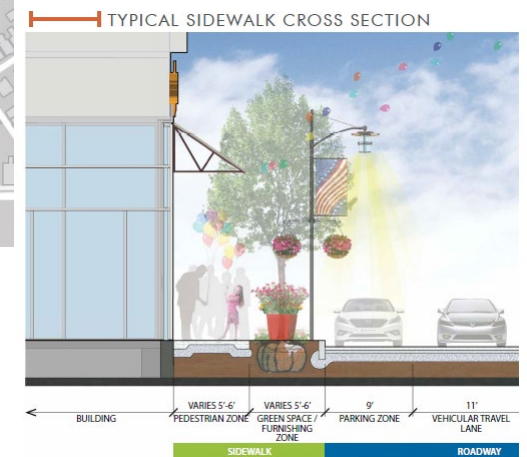 TYPICAL SIDEWALK CROSS SECTION
BUILDING
VARIES 5'-6'
PEDESTRIAN ZONE
VARIES 5'-6'
GREEN SPACE /
FURNISHING
ZONE
9'
PARKING ZONE
11'
VEHICULAR TRAVEL
LANE
SIDEWALK
ROADWAY